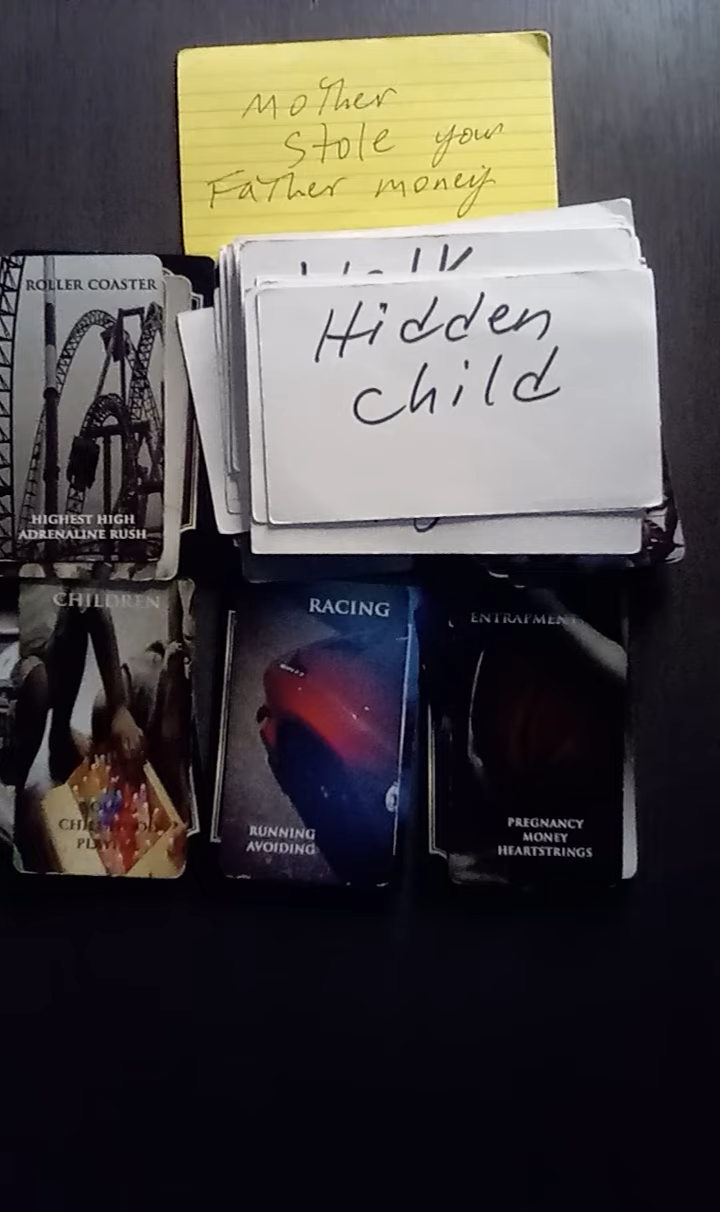 Mother
Stole your
Father money
ROLLER COASTER
HIGHEST HIGH
ADRENALINE RUSH
Hidden
child
CHILDREN
RACING
RUNNING
AVOIDING
ENTRAPMENT
PREGNANCY
MONEY
HEARTSTRINGS